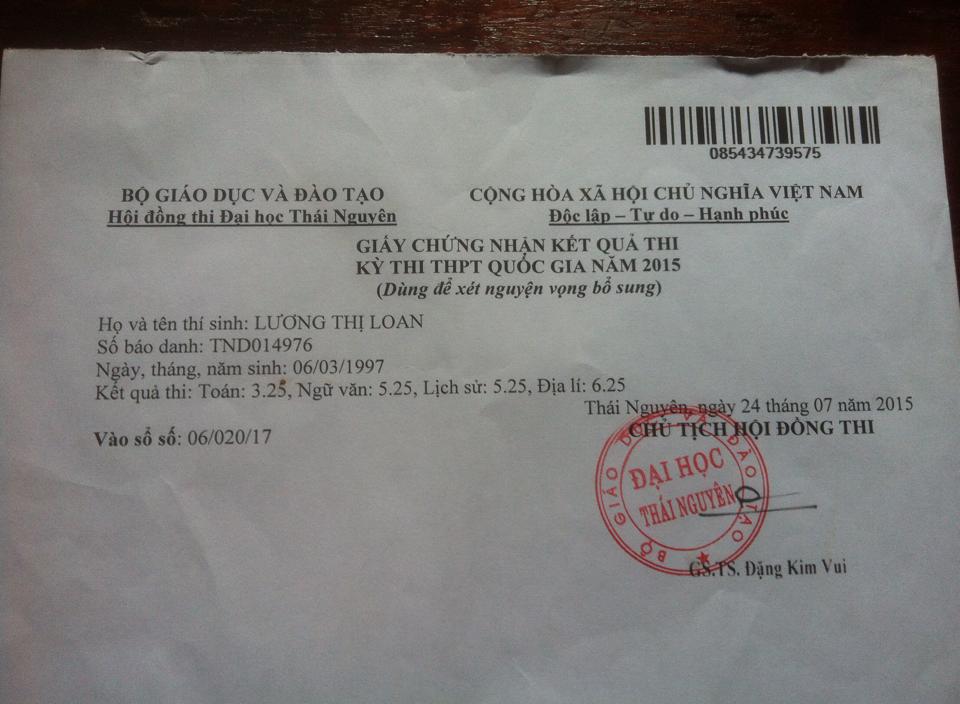 085434739575
BỘ GIÁO DỤC VÀ ĐÀO TẠO
Hội đồng thi Đại học Thái Nguyên
CỘNG HÒA XÃ HỘI CHỦ NGHĨA VIỆT NAM
Độc lập – Tự do – Hạnh phúc
GIẤY CHỨNG NHẬN KẾT QUẢ THI
KỲ THI THPT QUỐC GIA NĂM 2015
(Dùng để xét nguyện vọng bổ sung)
Họ và tên thí sinh: LƯƠNG THỊ LOAN
Số báo danh: TND014976
Ngày, tháng, năm sinh: 06/03/1997
Kết quả thi: Toán: 3.25, Ngữ văn: 5.25, Lịch sử: 5.25, Địa lí: 6.25
Thái Nguyên, ngày 24 tháng 07 năm 2015
CHỦ TỊCH HỘI ĐỒNG THI
Vào sổ số: 06/020/17
BỘ GIÁO DỤC VÀ ĐÀO TẠO
ĐẠI HỌC
THÁI NGUYÊN
GS.TS. Đặng Kim Vui